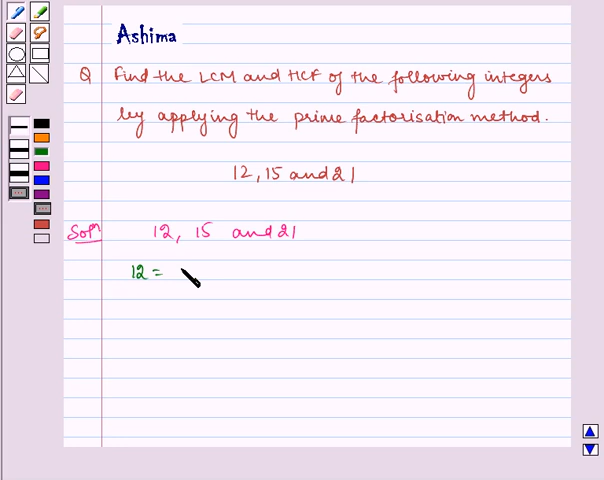 Ashima
Q Find the LCM and HCF of the following integers
by applying the prime factorisation method.
12, 15 and 21
Solⁿ 12, 15 and 21
12 =